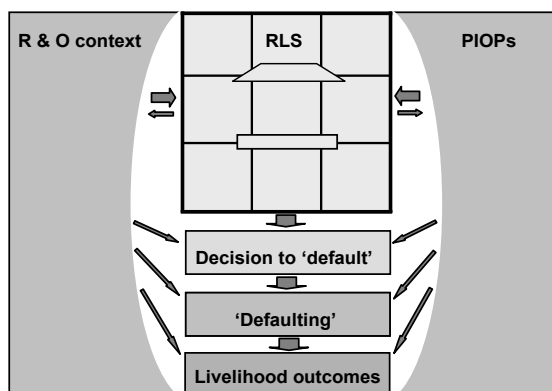 R & O context
RLS
PIOPs
Decision to ‘default’
‘Defaulting’
Livelihood outcomes